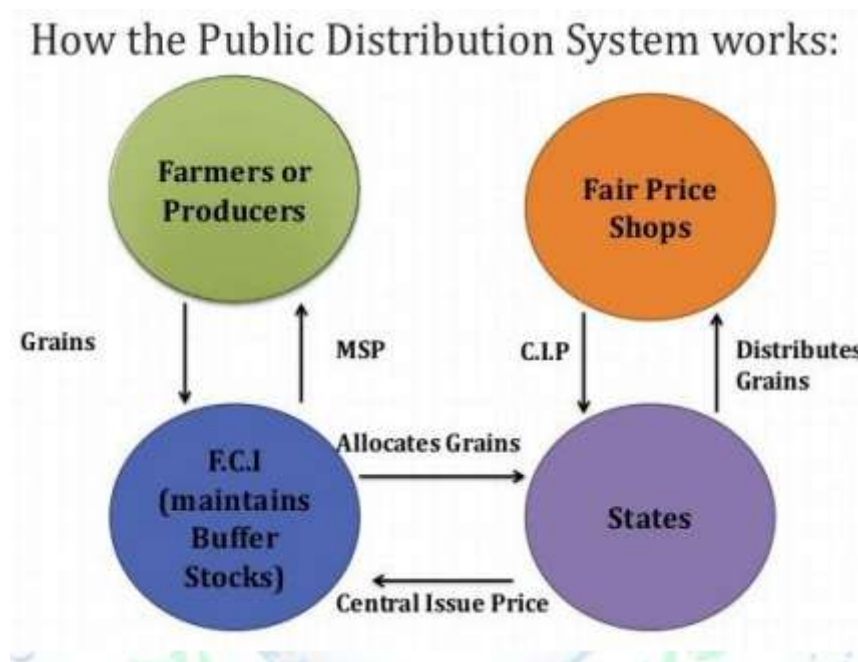 How the Public Distribution System works:
Farmers or
Producers
Fair Price
Shops
Grains
MSP
C.I.P
Distributes
Grains
F.C.I
(maintains
Buffer
Stocks)
Allocates Grains
States
Central Issue Price